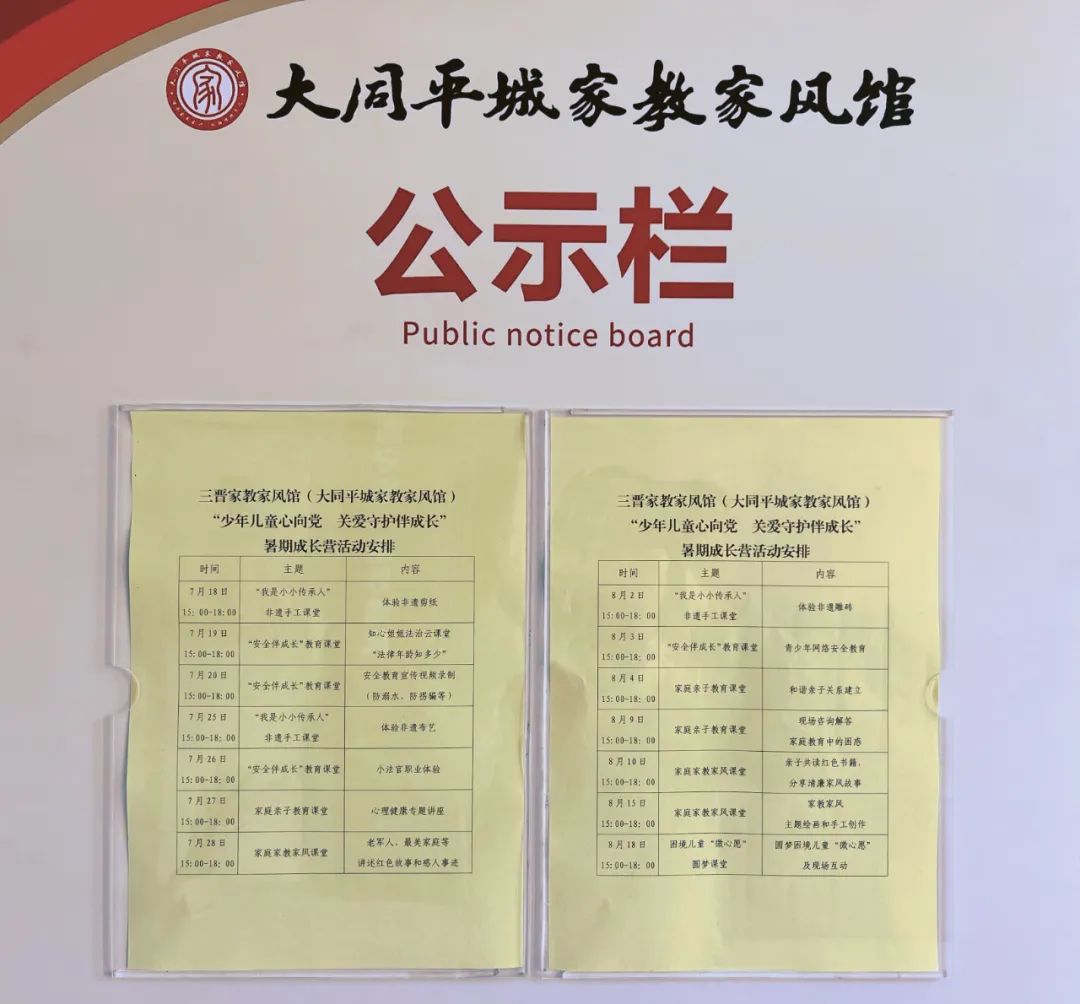 大同平城家教家风馆
公示栏
Public notice board
三晋家教家风馆（大同平城家教家风馆）
“少年儿童心向党　关爱守护伴成长”
暑期成长营活动安排
时间 主题 内容
7月18日 “我是小小传承人” 体验非遗剪纸
15：00-18：00 非遗手工课堂
7月19日 “安全伴成长”教育课堂 知心姐姐法治云课堂
15：00-18：00 “法律年龄知多少”
7月20日 “安全伴成长”教育课堂 安全教育宣传视频录制
15：00-18：00 （防溺水、防拐骗等）
7月25日 “我是小小传承人” 体验非遗布艺
15：00-18：00 非遗手工课堂
7月26日 “安全伴成长”教育课堂 小法官职业体验
15：00-18：00
7月27日 家庭亲子教育课堂 心理健康专题讲座
15：00-18：00
7月28日 家庭家教家风课堂 老军人、最美家庭等
15：00-18：00 讲述红色故事和感人事迹
三晋家教家风馆（大同平城家教家风馆）
“少年儿童心向党　关爱守护伴成长”
暑期成长营活动安排
时间 主题 内容
8月2日 “我是小小传承人” 体验非遗雕砖
15：00-18：00 非遗手工课堂
8月3日 “安全伴成长”教育课堂 青少年网络安全教育
15：00-18：00
8月4日 家庭亲子教育课堂 和谐亲子关系建立
15：00-18：00
8月9日 家庭亲子教育课堂 现场咨询解答
15：00-18：00 家庭教育中的困惑
8月10日 家庭家教家风课堂 亲子共读红色书籍，
15：00-18：00 分享清廉家风故事
8月15日 家庭家教家风课堂 家教家风
15：00-18：00 主题绘画和手工创作
8月18日 困境儿童“微心愿” 圆梦困境儿童“微心愿”
15：00-18：00 圆梦课堂 及现场互动